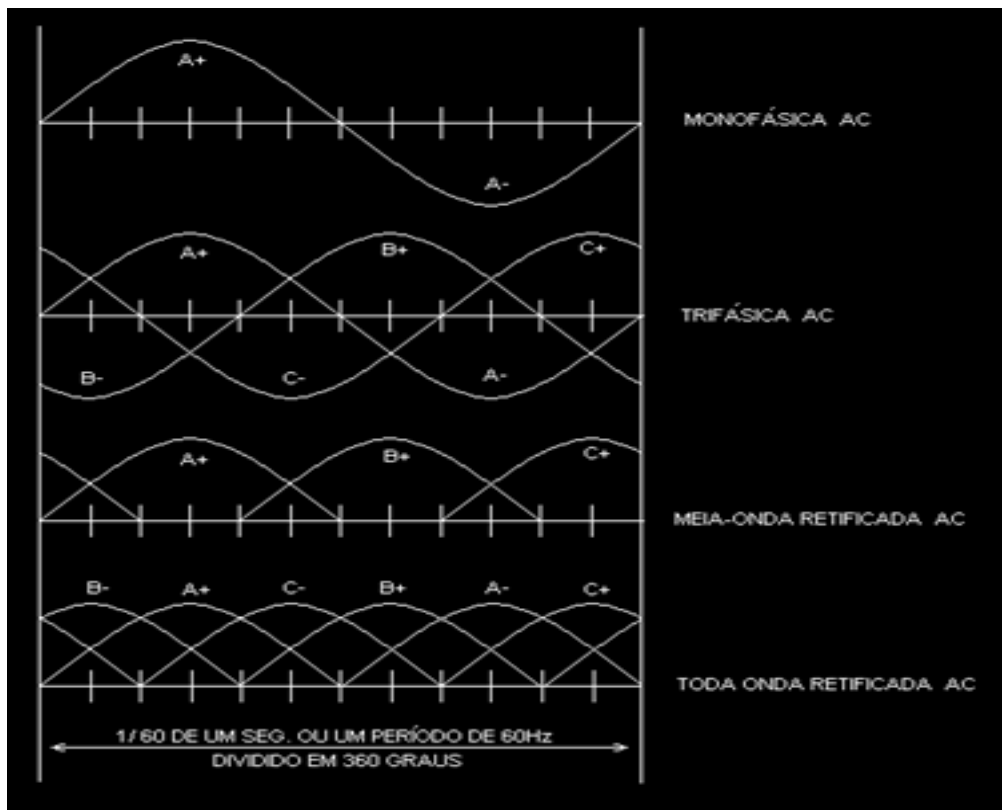 A+
A-
MONOFÁSICA AC
A+
B+
C+
B-
C-
A-
TRIFÁSICA AC
A+
B+
C+
MEIA-ONDA RETIFICADA AC
B-
A+
C-
B+
A-
C+
TODA ONDA RETIFICADA AC
1/60 DE UM SEG. OU UM PERÍODO DE 60Hz
DIVIDIDO EM 360 GRAUS